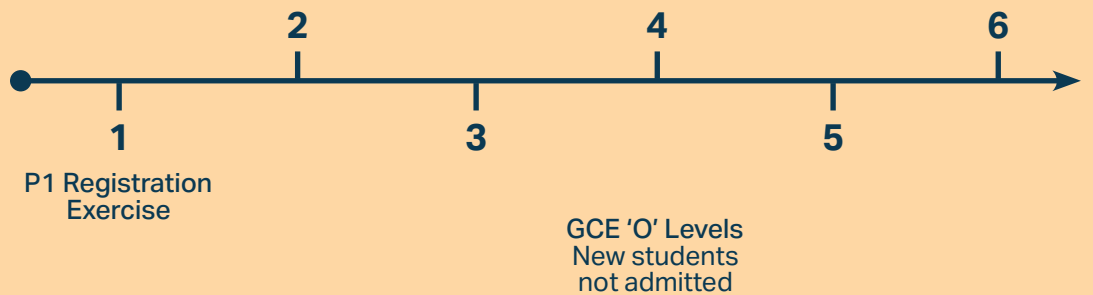 2
4
6
1
3
5
P1 Registration
Exercise
GCE ‘O’ Levels
New students
not admitted